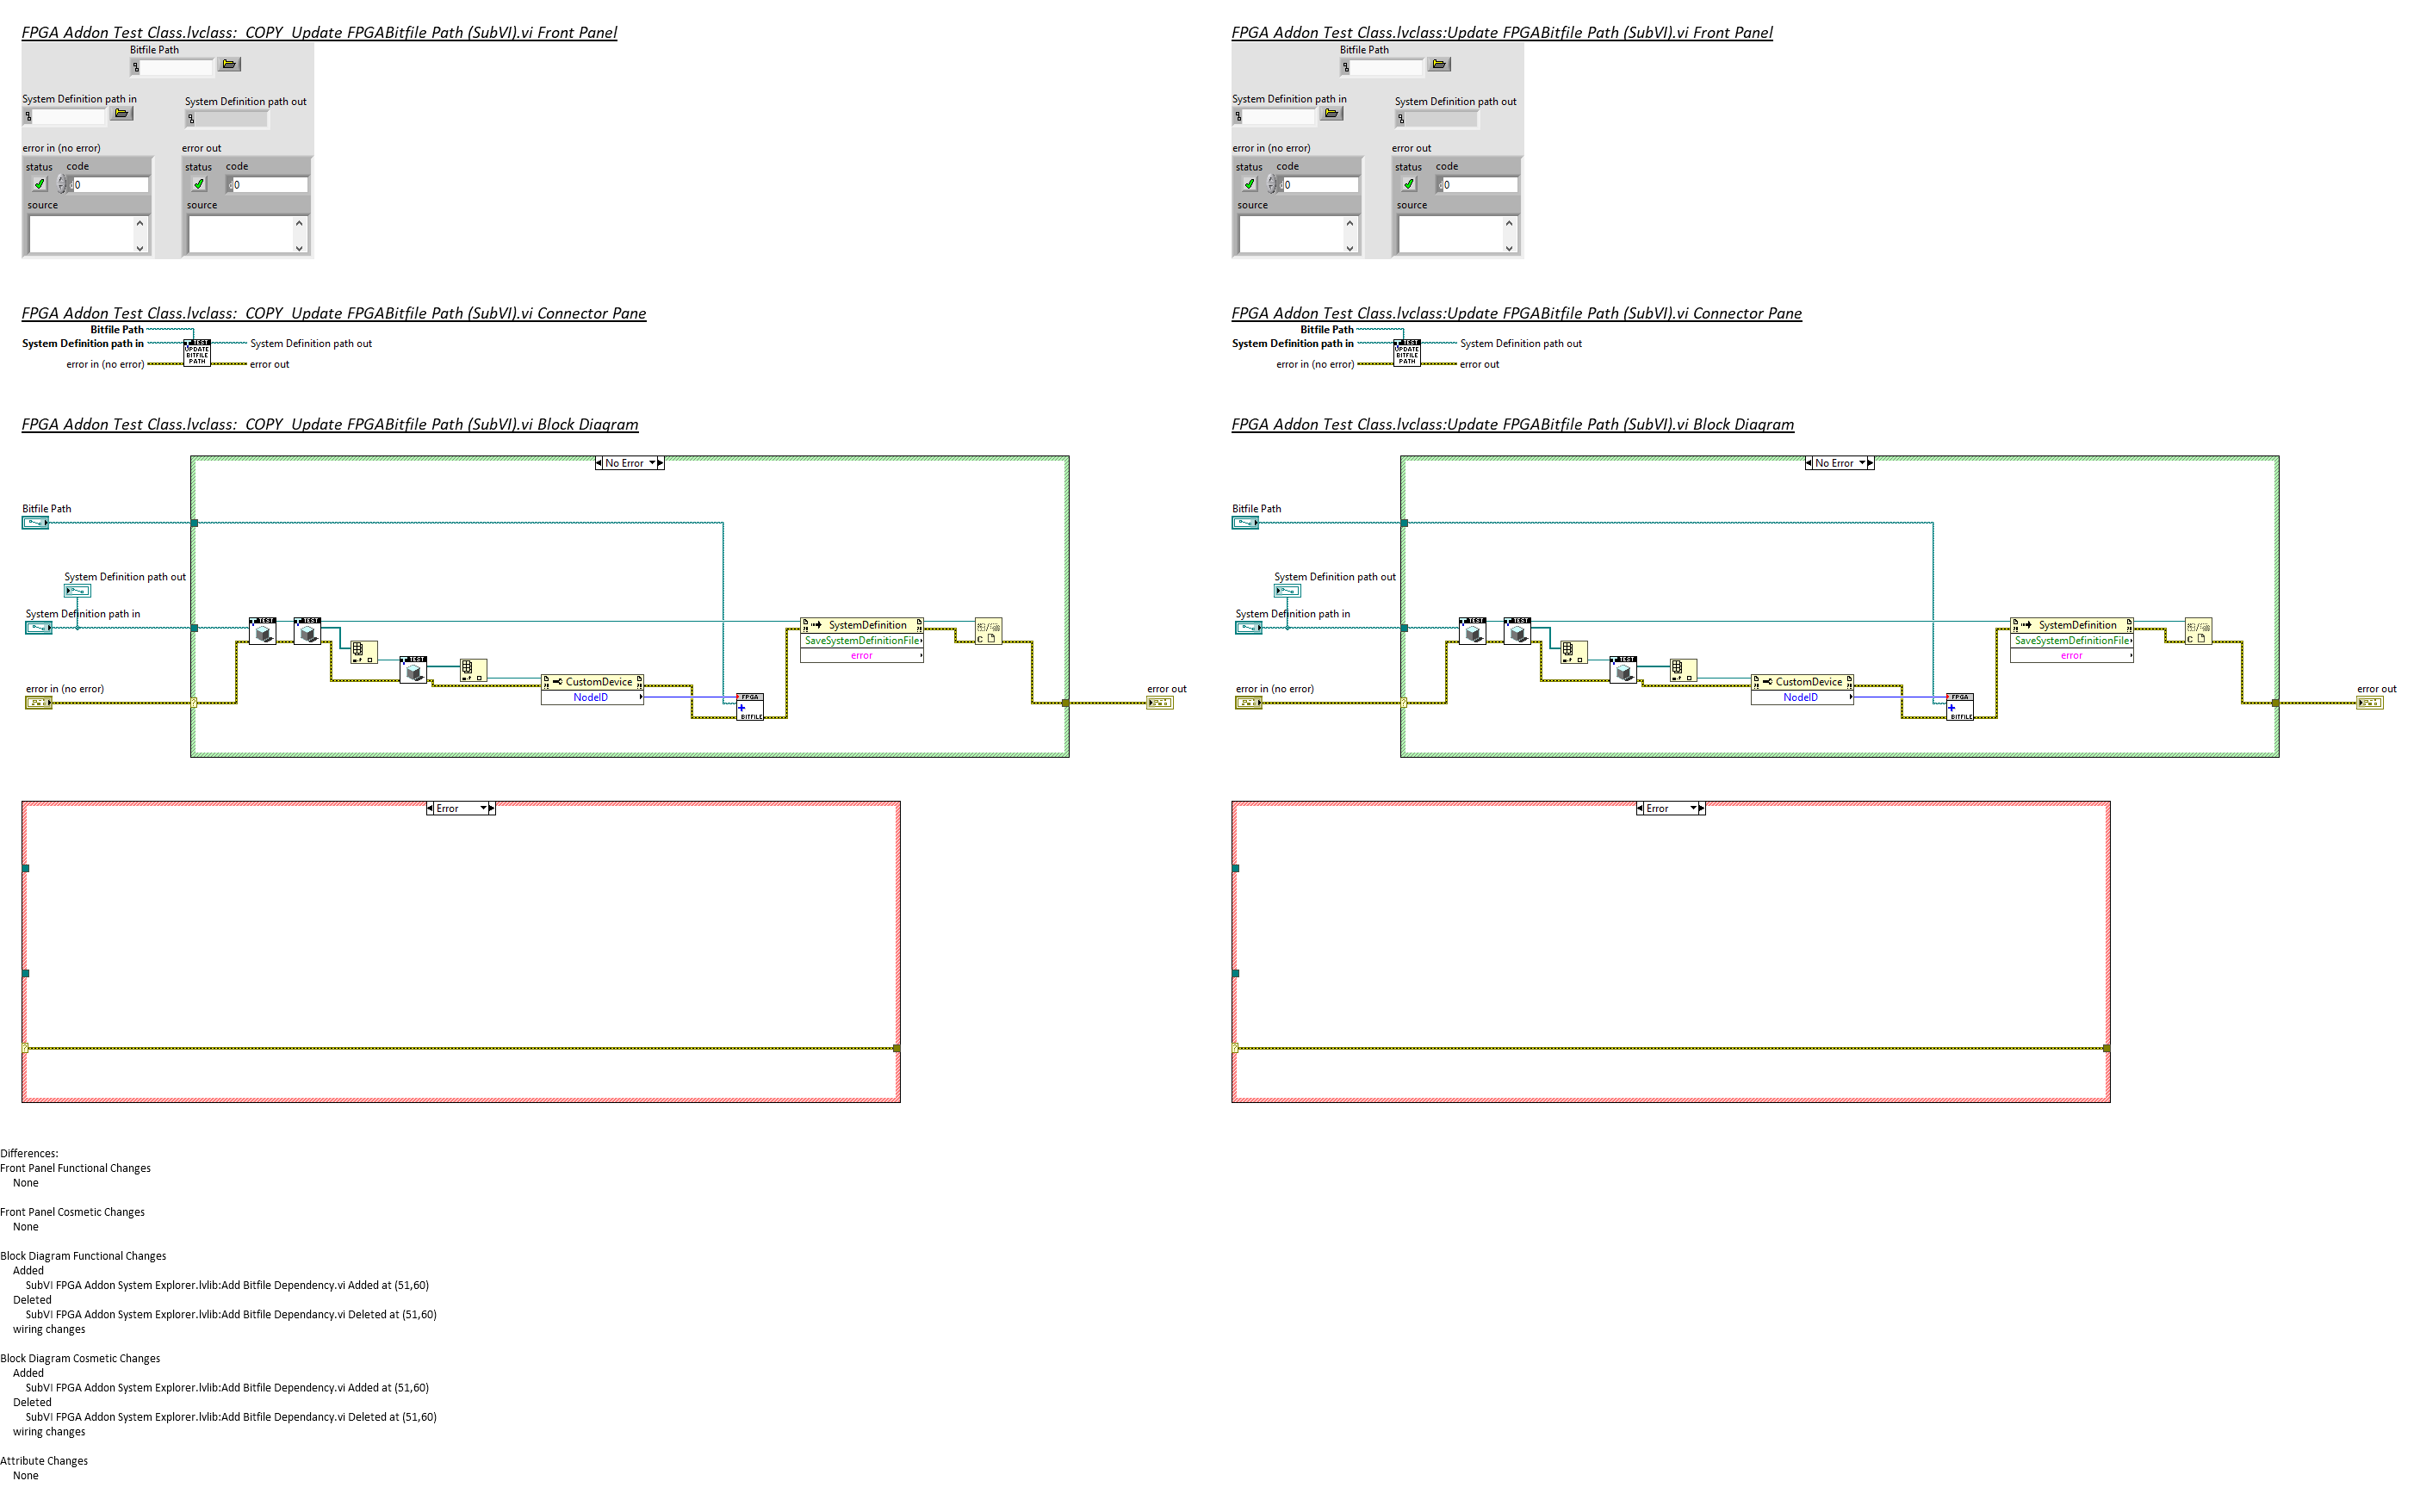 FPGA Addon Test Class.lvclass:_COPY_Update FPGABitfile Path (SubVI).vi Front Panel
Bitfile Path
System Definition path in
System Definition path out
error in (no error)
error out
status code
status code
0
0
source
source
FPGA Addon Test Class.lvclass:_COPY_Update FPGABitfile Path (SubVI).vi Connector Pane
Bitfile Path
System Definition path in
System Definition path out
error in (no error)
error out
TEST
UPDATE
BITFILE
PATH
FPGA Addon Test Class.lvclass:_COPY_Update FPGABitfile Path (SubVI).vi Block Diagram
No Error
Bitfile Path
System Definition path out
System Definition path in
TEST
TEST
TEST
SystemDefinition
SaveSystemDefinitionFile
error
CustomDevice
NodeID
FPGA
BITFILE
error in (no error)
error out
Error
FPGA Addon Test Class.lvclass:Update FPGABitfile Path (SubVI).vi Front Panel
Bitfile Path
System Definition path in
System Definition path out
error in (no error)
error out
status code
status code
0
0
source
source
FPGA Addon Test Class.lvclass:Update FPGABitfile Path (SubVI).vi Connector Pane
Bitfile Path
System Definition path in
System Definition path out
error in (no error)
error out
TEST
UPDATE
BITFILE
PATH
FPGA Addon Test Class.lvclass:Update FPGABitfile Path (SubVI).vi Block Diagram
No Error
Bitfile Path
System Definition path out
System Definition path in
TEST
TEST
TEST
SystemDefinition
SaveSystemDefinitionFile
error
CustomDevice
NodeID
FPGA
BITFILE
error in (no error)
error out
Error
Differences:
Front Panel Functional Changes
None
Front Panel Cosmetic Changes
None
Block Diagram Functional Changes
Added
SubVI FPGA Addon System Explorer.lvlib:Add Bitfile Dependency.vi Added at (51,60)
Deleted
SubVI FPGA Addon System Explorer.lvlib:Add Bitfile Dependancy.vi Deleted at (51,60)
wiring changes
Block Diagram Cosmetic Changes
Added
SubVI FPGA Addon System Explorer.lvlib:Add Bitfile Dependency.vi Added at (51,60)
Deleted
SubVI FPGA Addon System Explorer.lvlib:Add Bitfile Dependancy.vi Deleted at (51,60)
wiring changes
Attribute Changes
None